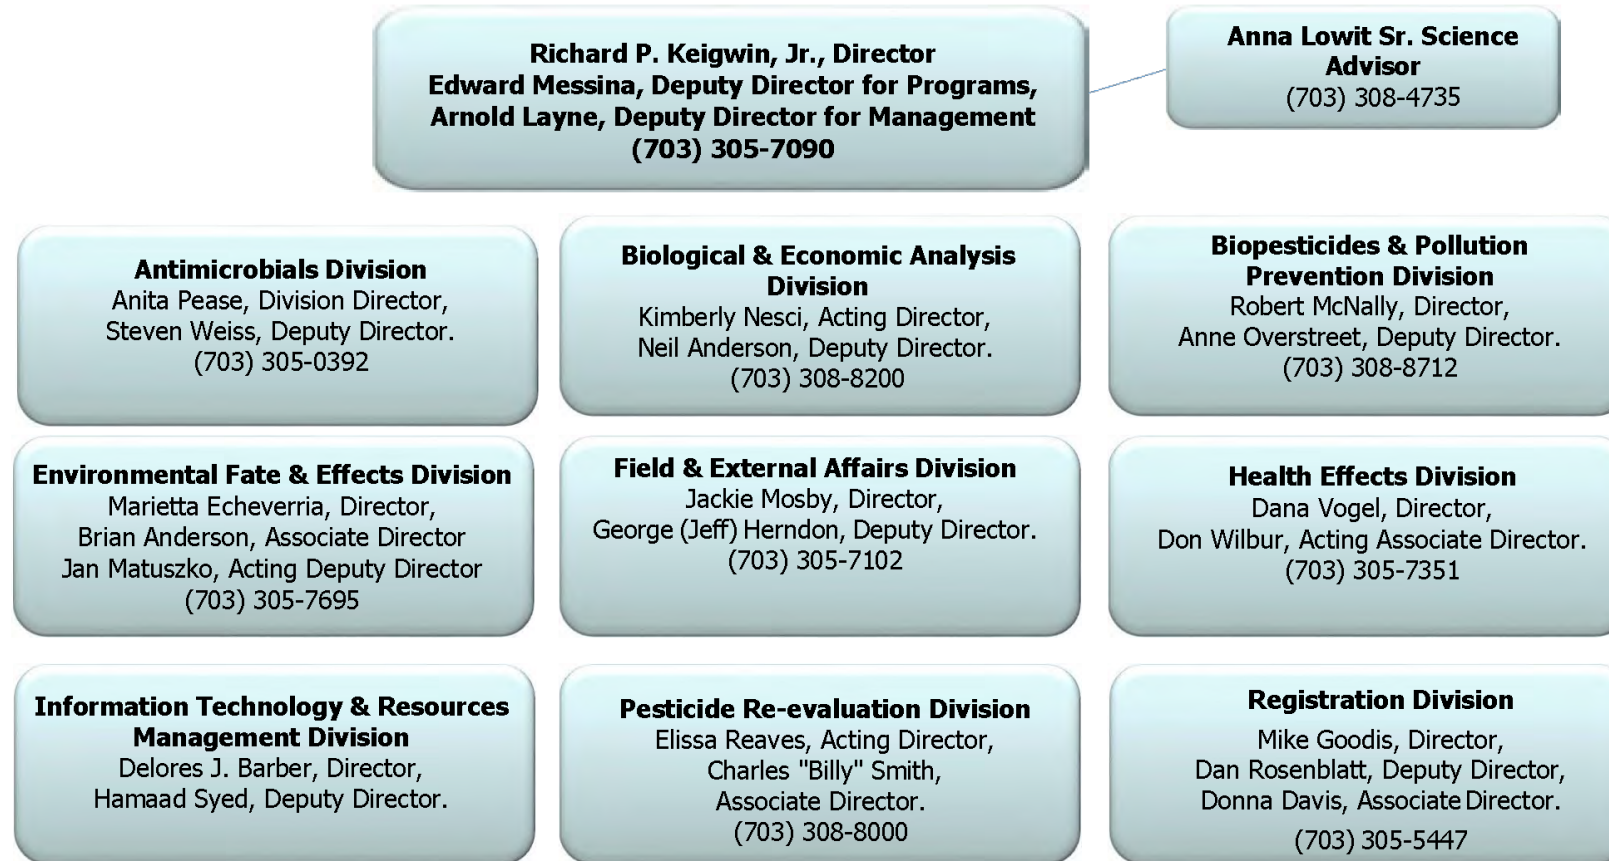 Richard P. Keigwin, Jr., Director
Edward Messina, Deputy Director for Programs,
Arnold Layne, Deputy Director for Management
(703) 305-7090
Anna Lowit Sr. Science
Advisor
(703) 308-4735
Antimicrobials Division
Anita Pease, Division Director,
Steven Weiss, Deputy Director.
(703) 305-0392
Biological & Economic Analysis
Division
Kimberly Nesci, Acting Director,
Neil Anderson, Deputy Director.
(703) 308-8200
Biopesticides & Pollution
Prevention Division
Robert McNally, Director,
Anne Overstreet, Deputy Director.
(703) 308-8712
Environmental Fate & Effects Division
Marietta Echeverria, Director,
Brian Anderson, Associate Director
Jan Matuszko, Acting Deputy Director
(703) 305-7695
Field & External Affairs Division
Jackie Mosby, Director,
George (Jeff) Herndon, Deputy Director.
(703) 305-7102
Health Effects Division
Dana Vogel, Director,
Don Wilbur, Acting Associate Director.
(703) 305-7351
Information Technology & Resources
Management Division
Delores J. Barber, Director,
Hamaad Syed, Deputy Director.
Pesticide Re-evaluation Division
Elissa Reaves, Acting Director,
Charles "Billy" Smith,
Associate Director.
(703) 308-8000
Registration Division
Mike Goodis, Director,
Dan Rosenblatt, Deputy Director,
Donna Davis, Associate Director.
(703) 305-5447